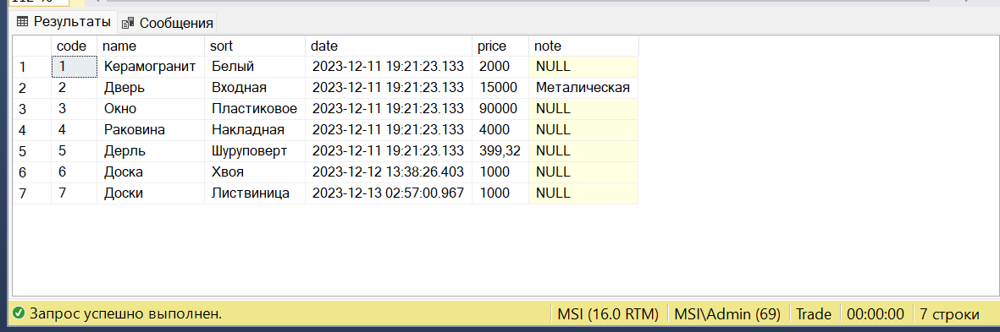 Результаты Сообщения
code name sort date price note
1 1 Керамогранит Белый 2023-12-11 19:21:23.133 2000 NULL
2 2 Дверь Входная 2023-12-11 19:21:23.133 15000 Металическая
3 3 Окно Пластиковое 2023-12-11 19:21:23.133 90000 NULL
4 4 Раковина Накладная 2023-12-11 19:21:23.133 4000 NULL
5 5 Дерль Шуруповерт 2023-12-11 19:21:23.133 399,32 NULL
6 6 Доска Хвоя 2023-12-12 13:38:26.403 1000 NULL
7 7 Доски Листвиница 2023-12-13 02:57:00.967 1000 NULL
Запрос успешно выполнен. MSI (16.0 RTM) MSI\Admin (69) Trade 00:00:00 7 строки